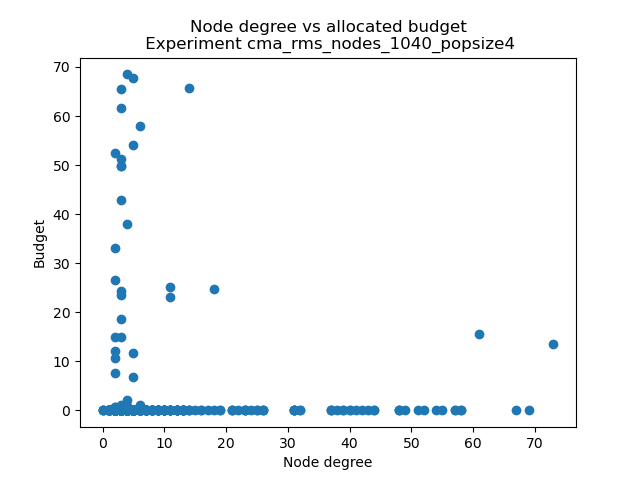 Node degree vs allocated budget
Experiment cma_rms_nodes_1040_popsize4
70
60
50
40
30
20
10
0
Budget
0 10 20 30 40 50 60 70
Node degree